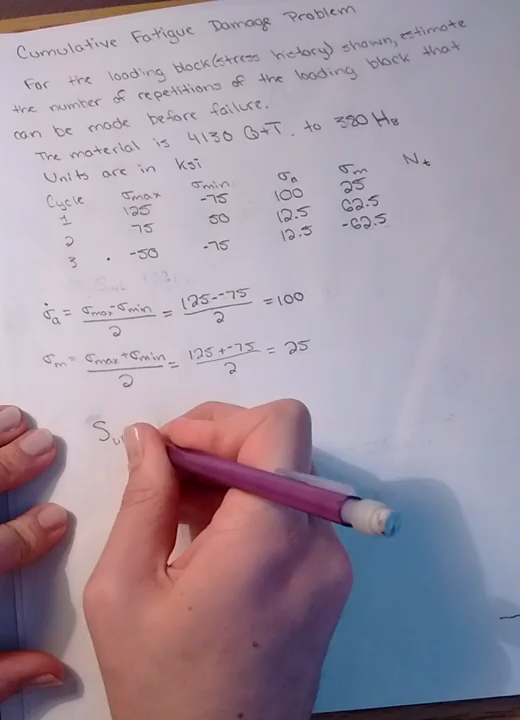 Cumulative Fatigue Damage Problem
For the loading block (stress history) shown, estimate
the number of repetitions of the loading block that
can be made before failure.
The material is 4130 Q+T. to 380 HB
Units are in Ksi
Cycle σmax σmin σa σm Nt
1 125 -75 100 25
2 75 50 12.5 62.5
3 -50 -75 12.5 -62.5
σa = σmax-σmin / 2 = 125--75 / 2 = 100
σm = σmax+σmin / 2 = 125+-75 / 2 = 25
Su